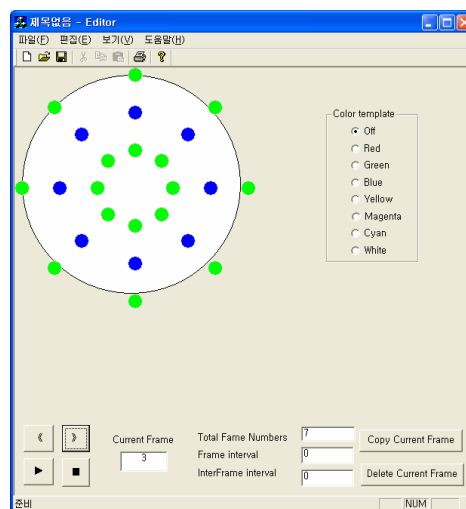 제목없음 - Editor
파일(F) 편집(E) 보기(V) 도움말(H)
Color template
Off
Red
Green
Blue
Yellow
Magenta
Cyan
White
Current Frame
3
Total Fame Numbers 7
Frame interval 0
InterFrame interval 0
Copy Current Frame
Delete Current Frame
준비
NUM